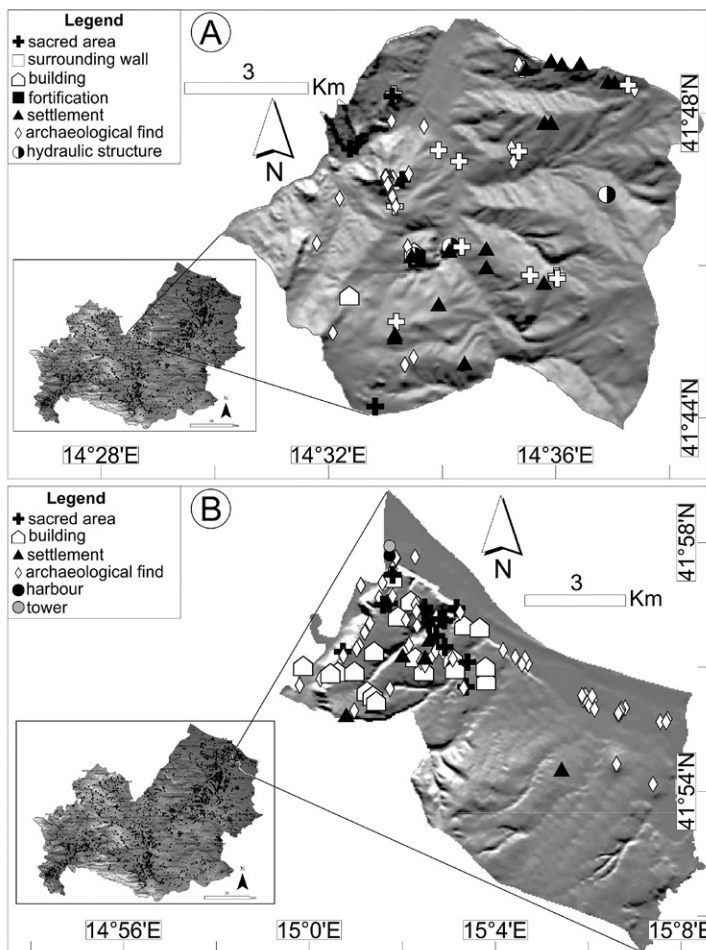 Legend
sacred area
surrounding wall
building
fortification
settlement
archaeological find
hydraulic structure
A
3 Km
N
41°48'N
41°44'N
N
14°28'E 14°32'E 14°36'E
Legend
sacred area
building
settlement
archaeological find
harbour
tower
B
N
3 Km
41°58'N
41°54'N
N
14°56'E 15°0'E 15°4'E 15°8'E